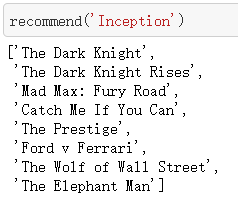 recommend('Inception')
['The Dark Knight',
'The Dark Knight Rises',
'Mad Max: Fury Road',
'Catch Me If You Can',
'The Prestige',
'Ford v Ferrari',
'The Wolf of Wall Street',
'The Elephant Man']